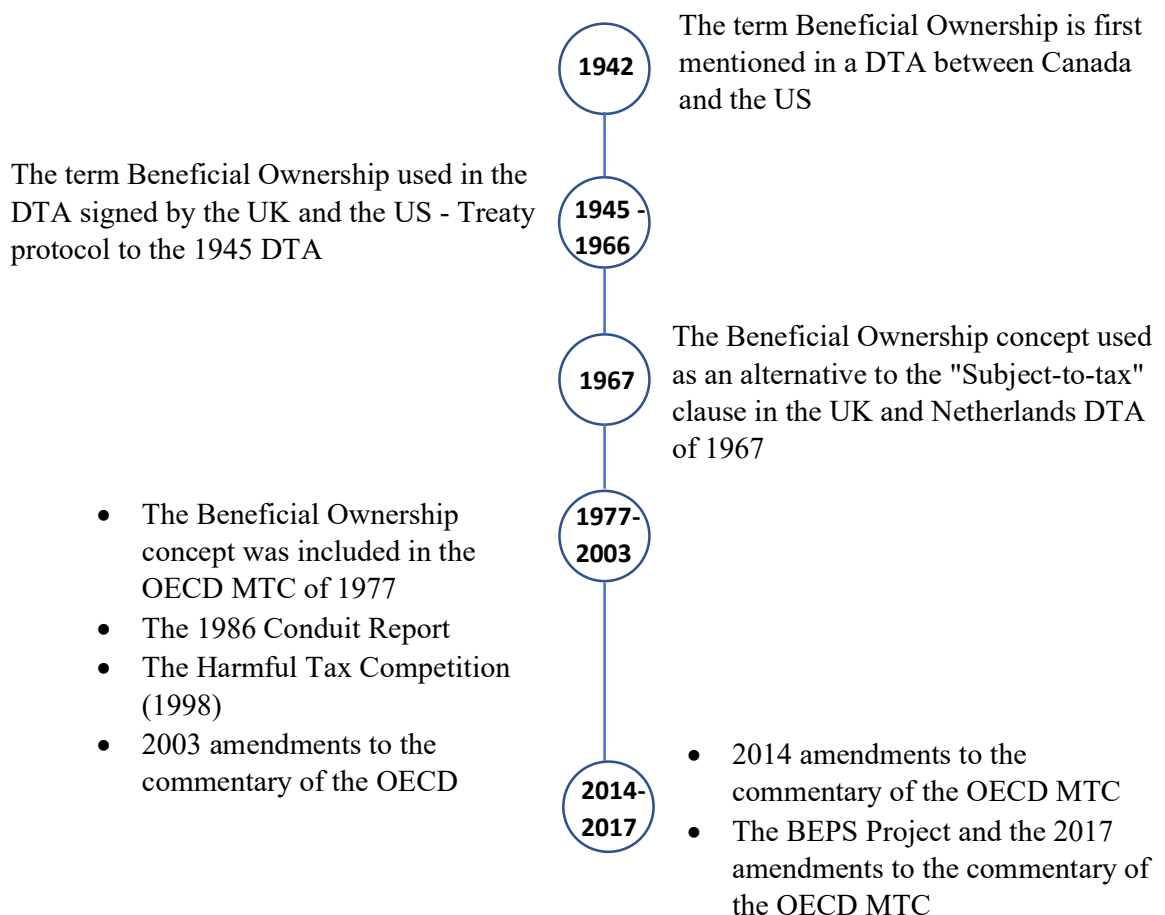 The term Beneficial Ownership is first
mentioned in a DTA between Canada
and the US
1942
The term Beneficial Ownership used in the
DTA signed by the UK and the US - Treaty
protocol to the 1945 DTA
1945 -
1966
The Beneficial Ownership concept used
as an alternative to the "Subject-to-tax"
clause in the UK and Netherlands DTA
of 1967
1967
• The Beneficial Ownership
concept was included in the
OECD MTC of 1977
• The 1986 Conduit Report
• The Harmful Tax Competition
(1998)
• 2003 amendments to the
commentary of the OECD
1977-
2003
• 2014 amendments to the
commentary of the OECD MTC
• The BEPS Project and the 2017
amendments to the commentary of
the OECD MTC
2014-
2017